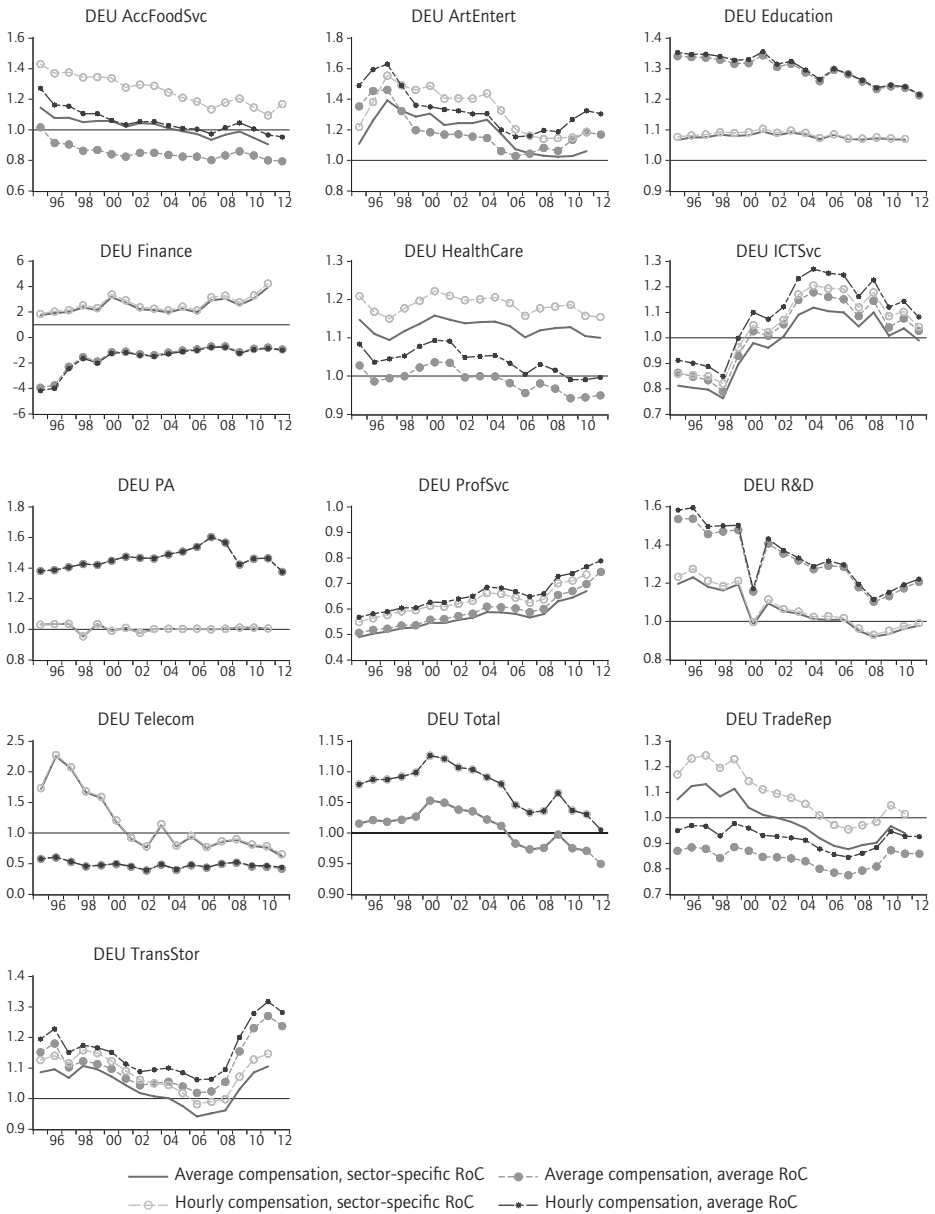 DEU AccFoodSvc
1.6
1.4
1.2
1.0
0.8
0.6
96 98 00 02 04 06 08 10 12
DEU ArtEntert
1.8
1.6
1.4
1.2
1.0
0.8
96 98 00 02 04 06 08 10 12
DEU Education
1.4
1.3
1.2
1.1
1.0
0.9
96 98 00 02 04 06 08 10 12
DEU Finance
6
4
2
0
-2
-4
-6
96 98 00 02 04 06 08 10 12
DEU HealthCare
1.3
1.2
1.1
1.0
0.9
96 98 00 02 04 06 08 10
DEU ICTSvc
1.3
1.2
1.1
1.0
0.9
0.8
0.7
96 98 00 02 04 06 08 10
DEU PA
1.8
1.6
1.4
1.2
1.0
0.8
96 98 00 02 04 06 08 10 12
DEU ProfSvc
1.0
0.9
0.8
0.7
0.6
0.5
0.4
96 98 00 02 04 06 08 10 12
DEU R&D
1.6
1.4
1.2
1.0
0.8
96 98 00 02 04 06 08 10
DEU Telecom
2.5
2.0
1.5
1.0
0.5
0.0
96 98 00 02 04 06 08 10
DEU Total
1.15
1.10
1.05
1.00
0.95
0.90
96 98 00 02 04 06 08 10 12
DEU TradeRep
1.3
1.2
1.1
1.0
0.9
0.8
0.7
96 98 00 02 04 06 08 10 12
DEU TransStor
1.4
1.3
1.2
1.1
1.0
0.9
96 98 00 02 04 06 08 10 12
Average compensation, sector-specific RoC
Average compensation, average RoC
Hourly compensation, sector-specific RoC
Hourly compensation, average RoC